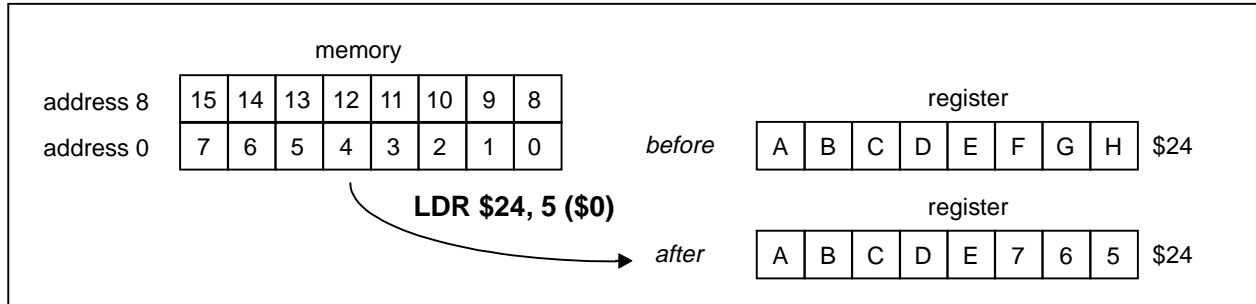 memory
address 8 15 14 13 12 11 10 9 8
address 0 7 6 5 4 3 2 1 0
register
before A B C D E F G H $24
LDR $24, 5 ($0)
register
after A B C D E 7 6 5 $24